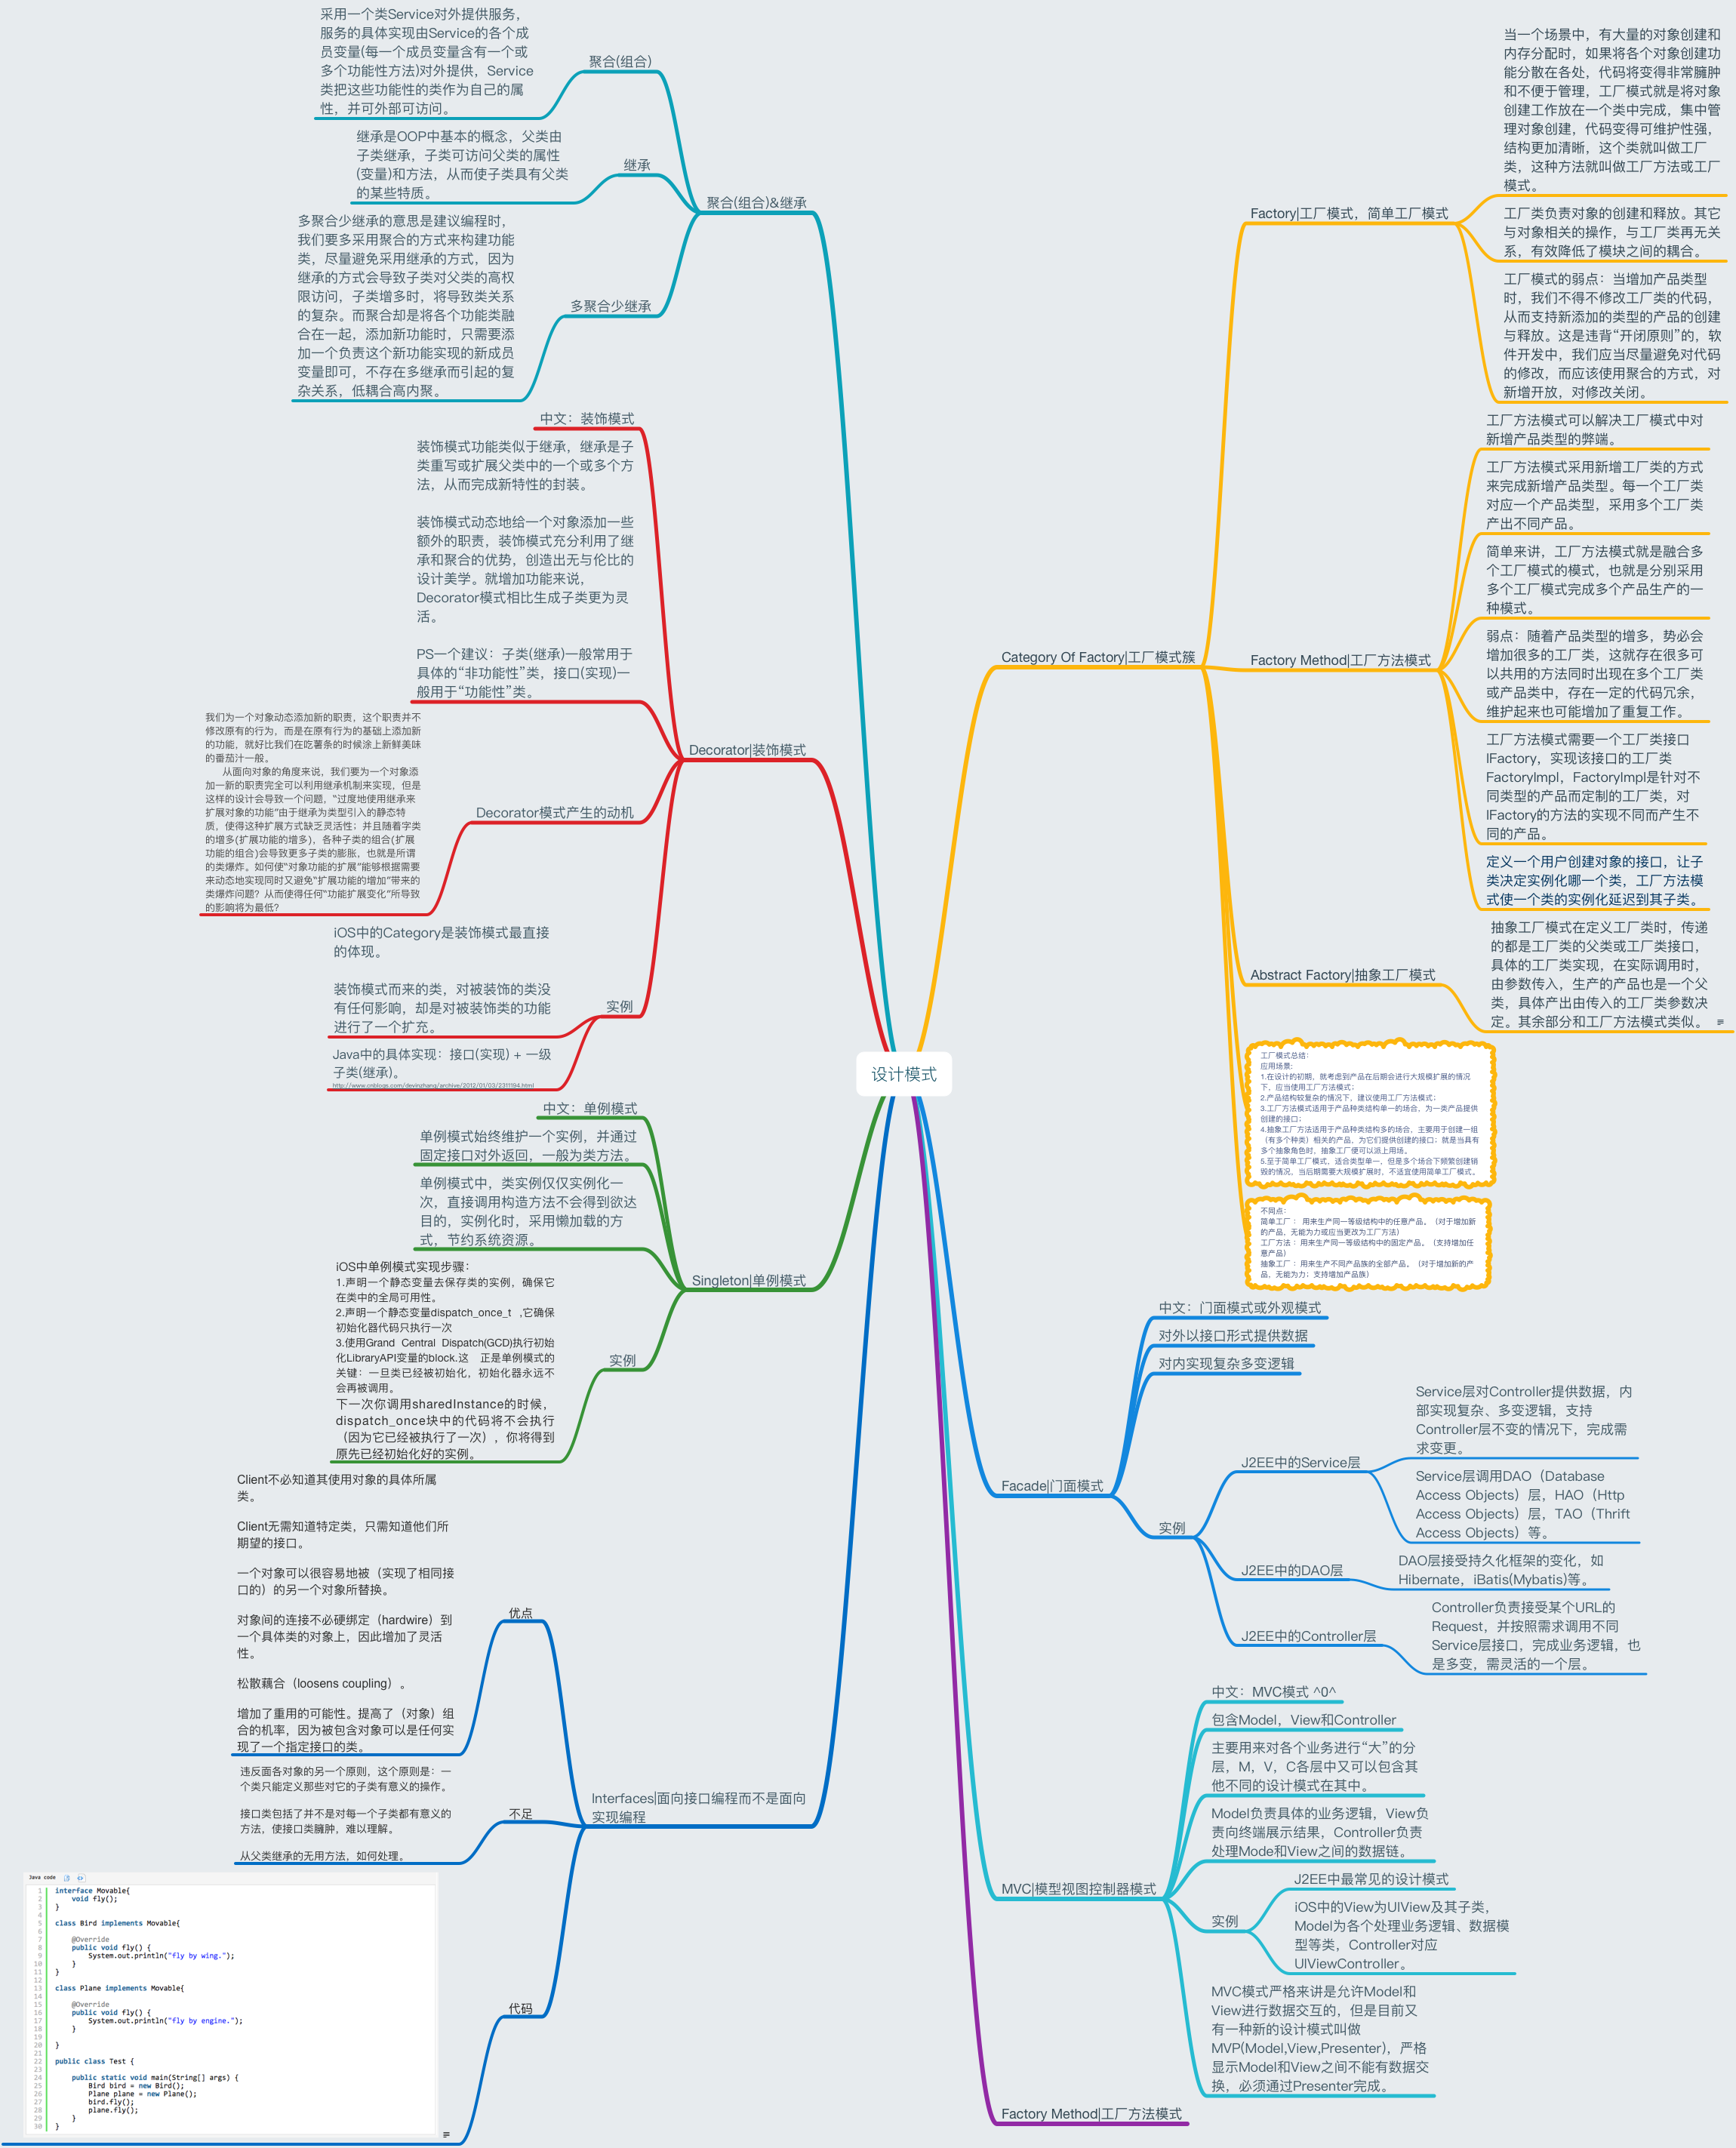 设计模式
聚合(组合)&继承
聚合(组合)
采用一个类Service对外提供服务，
服务的具体实现由Service的各个成
员变量(每一个成员变量含有一个或
多个功能性方法)对外提供，Service
类把这些功能性的类作为自己的属
性，并可外部可访问。
继承
继承是OOP中基本的概念，父类由
子类继承，子类可访问父类的属性
(变量)和方法，从而使子类具有父类
的某些特质。
多聚合少继承
多聚合少继承的意思是建议编程时，
我们要多采用聚合的方式来构建功能
类，尽量避免采用继承的方式，因为
继承的方式会导致子类对父类的高权
限访问，子类增多时，将导致类关系
的复杂。而聚合却是将各个功能类融
合在一起，添加新功能时，只需要添
加一个负责这个新功能实现的新成员
变量即可，不存在多继承而引起的复
杂关系，低耦合高内聚。
Decorator|装饰模式
中文：装饰模式
装饰模式功能类似于继承，继承是子
类重写或扩展父类中的一个或多个方
法，从而完成新特性的封装。
装饰模式动态地给一个对象添加一些
额外的职责，装饰模式充分利用了继
承和聚合的优势，创造出无与伦比的
设计美学。就增加功能来说，
Decorator模式相比生成子类更为灵
活。
PS一个建议：子类(继承)一般常用于
具体的“非功能性”类，接口(实现)一
般用于“功能性”类。
Decorator模式产生的动机
我们为一个对象动态添加新的职责，这个职责并不
修改原有的行为，而是在原有行为的基础上添加新
的功能，就好比我们在吃薯条的时候涂上新鲜美味
的番茄汁一般。
从面向对象的角度来说，我们要为一个对象添
加一新的职责完全可以利用继承机制来实现，但是
这样的设计会导致一个问题，“过度地使用继承来
扩展对象的功能”由于继承为类型引入的静态特
质，使得这种扩展方式缺乏灵活性；并且随着字类
的增多(扩展功能的增多)，各种子类的组合(扩展
功能的组合)会导致更多子类的膨胀，也就是所谓
的类爆炸。如何使“对象功能的扩展”能够根据需要
来动态地实现同时又避免“扩展功能的增加”带来的
类爆炸问题？从而使得任何“功能扩展变化”所导致
的影响将为最低？
实例
iOS中的Category是装饰模式最直接
的体现。
装饰模式而来的类，对被装饰的类没
有任何影响，却是对被装饰类的功能
进行了一个扩充。
Java中的具体实现：接口(实现) + 一级
子类(继承)。
http://www.cnblogs.com/devinzhang/archive/2012/01/03/2311194.html
Singleton|单例模式
中文：单例模式
单例模式始终维护一个实例，并通过
固定接口对外返回，一般为类方法。
单例模式中，类实例仅仅实例化一
次，直接调用构造方法不会得到欲达
目的，实例化时，采用懒加载的方
式，节约系统资源。
实例
iOS中单例模式实现步骤：
1.声明一个静态变量去保存类的实例，确保它
在类中的全局可用性。
2.声明一个静态变量dispatch_once_t ,它确保
初始化器代码只执行一次
3.使用Grand Central Dispatch(GCD)执行初始
化LibraryAPI变量的block.这 正是单例模式的
关键：一旦类已经被初始化，初始化器永远不
会再被调用。
下一次你调用sharedInstance的时候，
dispatch_once块中的代码将不会执行
（因为它已经被执行了一次），你将得到
原先已经初始化好的实例。
Interfaces|面向接口编程而不是面向
实现编程
优点
Client不必知道其使用对象的具体所属
类。
Client无需知道特定类，只需知道他们所
期望的接口。
一个对象可以很容易地被（实现了相同接
口的）的另一个对象所替换。
对象间的连接不必硬绑定（hardwire）到
一个具体类的对象上，因此增加了灵活
性。
松散藕合（loosens coupling）。
增加了重用的可能性。提高了（对象）组
合的机率，因为被包含对象可以是任何实
现了一个指定接口的类。
不足
违反面各对象的另一个原则，这个原则是：一
个类只能定义那些对它的子类有意义的操作。
接口类包括了并不是对每一个子类都有意义的
方法，使接口类臃肿，难以理解。
从父类继承的无用方法，如何处理。
代码
Java code
1 interface Movable{
2 void fly();
3 }
4
5 class Bird implements Movable{
6
7 @Override
8 public void fly() {
9 System.out.println("fly by wing.");
10 }
11 }
12
13 class Plane implements Movable{
14
15 @Override
16 public void fly() {
17 System.out.println("fly by engine.");
18 }
19
20 }
21
22 public class Test {
23
24 public static void main(String[] args) {
25 Bird bird = new Bird();
26 Plane plane = new Plane();
27 bird.fly();
28 plane.fly();
29 }
30 }
Category Of Factory|工厂模式簇
Factory|工厂模式，简单工厂模式
当一个场景中，有大量的对象创建和
内存分配时，如果将各个对象创建功
能分散在各处，代码将变得非常臃肿
和不便于管理，工厂模式就是将对象
创建工作放在一个类中完成，集中管
理对象创建，代码变得可维护性强，
结构更加清晰，这个类就叫做工厂
类，这种方法就叫做工厂方法或工厂
模式。
工厂类负责对象的创建和释放。其它
与对象相关的操作，与工厂类再无关
系，有效降低了模块之间的耦合。
工厂模式的弱点：当增加产品类型
时，我们不得不修改工厂类的代码，
从而支持新添加的类型的产品的创建
与释放。这是违背“开闭原则”的，软
件开发中，我们应当尽量避免对代码
的修改，而应该使用聚合的方式，对
新增开放，对修改关闭。
Factory Method|工厂方法模式
工厂方法模式可以解决工厂模式中对
新增产品类型的弊端。
工厂方法模式采用新增工厂类的方式
来完成新增产品类型。每一个工厂类
对应一个产品类型，采用多个工厂类
产出不同产品。
简单来讲，工厂方法模式就是融合多
个工厂模式的模式，也就是分别采用
多个工厂模式完成多个产品生产的一
种模式。
弱点：随着产品类型的增多，势必会
增加很多的工厂类，这就存在很多可
以共用的方法同时出现在多个工厂类
或产品类中，存在一定的代码冗余，
维护起来也可能增加了重复工作。
工厂方法模式需要一个工厂类接口
IFactory，实现该接口的工厂类
FactoryImpl，FactoryImpl是针对不
同类型的产品而定制的工厂类，对
IFactory的方法的实现不同而产生不
同的产品。
定义一个用户创建对象的接口，让子
类决定实例化哪一个类，工厂方法模
式使一个类的实例化延迟到其子类。
Abstract Factory|抽象工厂模式
抽象工厂模式在定义工厂类时，传递
的都是工厂类的父类或工厂类接口，
具体的工厂类实现，在实际调用时，
由参数传入，生产的产品也是一个父
类，具体产出由传入的工厂类参数决
定。其余部分和工厂方法模式类似。
工厂模式总结：
应用场景：
1.在设计的初期，就考虑到产品在后期会进行大规模扩展的情况
下，应当使用工厂方法模式；
2.产品结构较复杂的情况下，建议使用工厂方法模式；
3.工厂方法模式适用于产品种类结构单一的场合，为一类产品提供
创建的接口；
4.抽象工厂方法适用于产品种类结构多的场合，主要用于创建一组
（有多个种类）相关的产品，为它们提供创建的接口；就是当具有
多个抽象角色时，抽象工厂便可以派上用场。
5.至于简单工厂模式，适合类型单一，但是多个场合下频繁创建销
毁的情况，当后期需要大规模扩展时，不适宜使用简单工厂模式。
不同点：
简单工厂 ： 用来生产同一等级结构中的任意产品。（对于增加新
的产品，无能为力或应当更改为工厂方法）
工厂方法 ：用来生产同一等级结构中的固定产品。（支持增加任
意产品）
抽象工厂 ：用来生产不同产品族的全部产品。（对于增加新的产
品，无能为力；支持增加产品族）
Facade|门面模式
中文：门面模式或外观模式
对外以接口形式提供数据
对内实现复杂多变逻辑
实例
J2EE中的Service层
Service层对Controller提供数据，内
部实现复杂、多变逻辑，支持
Controller层不变的情况下，完成需
求变更。
Service层调用DAO（Database
Access Objects）层，HAO（Http
Access Objects）层，TAO（Thrift
Access Objects）等。
J2EE中的DAO层
DAO层接受持久化框架的变化，如
Hibernate，iBatis(Mybatis)等。
J2EE中的Controller层
Controller负责接受某个URL的
Request，并按照需求调用不同
Service层接口，完成业务逻辑，也
是多变，需灵活的一个层。
MVC|模型视图控制器模式
中文：MVC模式 ^0^
包含Model，View和Controller
主要用来对各个业务进行“大”的分
层，M，V，C各层中又可以包含其
他不同的设计模式在其中。
Model负责具体的业务逻辑，View负
责向终端展示结果，Controller负责
处理Mode和View之间的数据链。
实例
J2EE中最常见的设计模式
iOS中的View为UIView及其子类，
Model为各个处理业务逻辑、数据模
型等类，Controller对应
UIViewController。
MVC模式严格来讲是允许Model和
View进行数据交互的，但是目前又
有一种新的设计模式叫做
MVP(Model,View,Presenter)，严格
显示Model和View之间不能有数据交
换，必须通过Presenter完成。
Factory Method|工厂方法模式